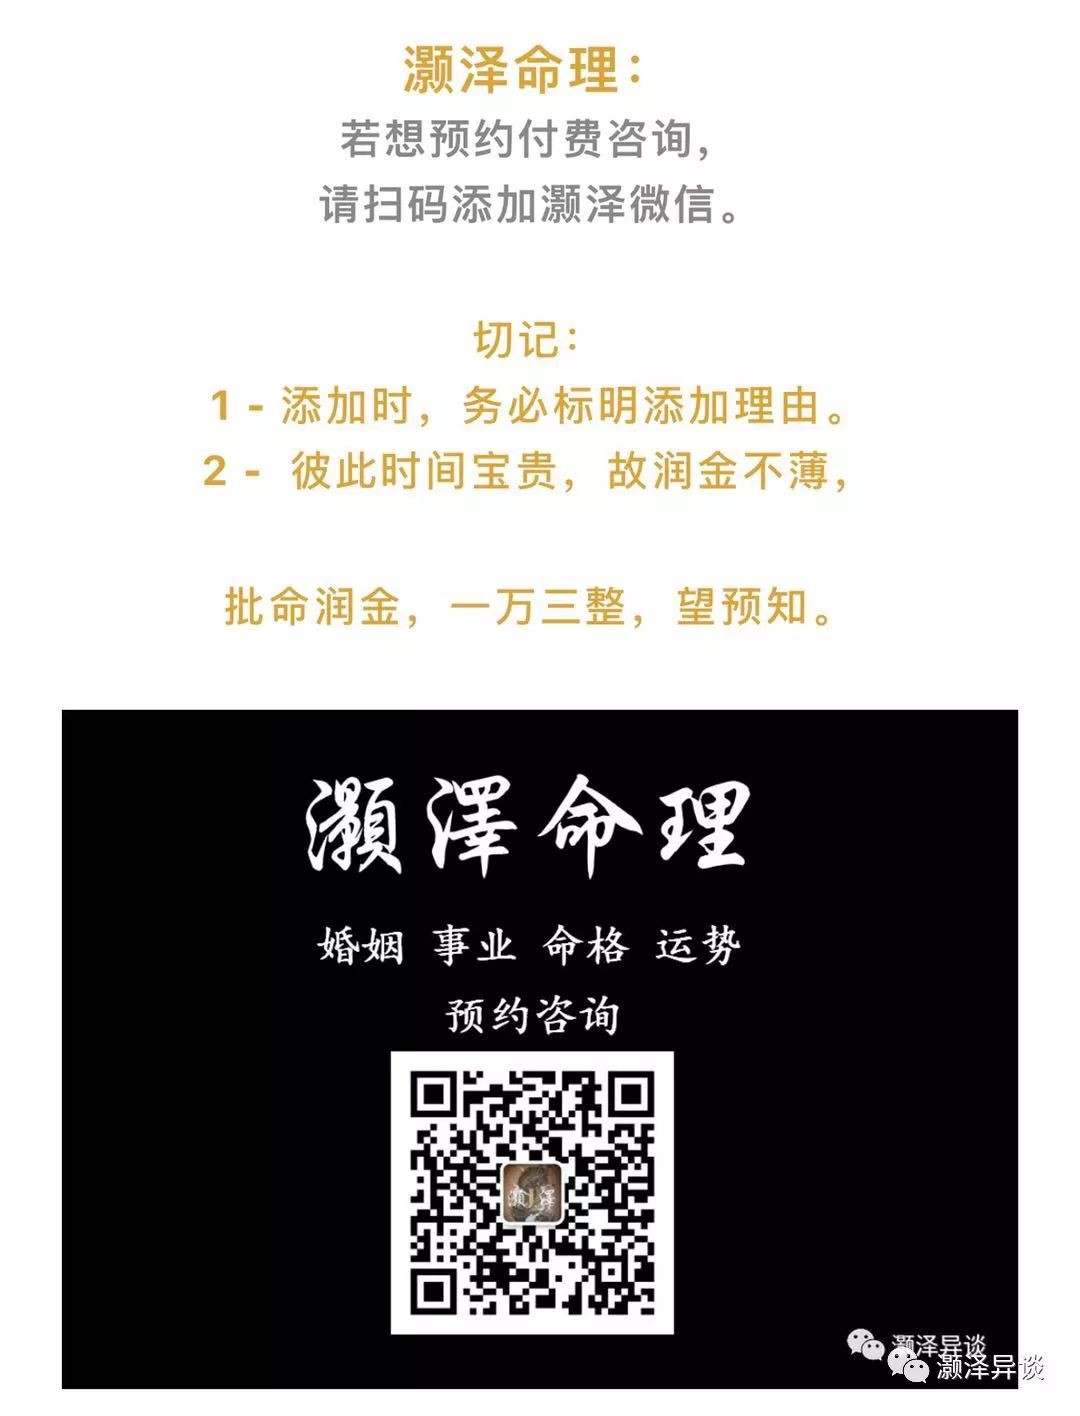 灏泽命理：
若想预约付费咨询，
请扫码添加灏泽微信。
切记：
1 - 添加时，务必标明添加理由。
2 - 彼此时间宝贵，故润金不薄，
批命润金，一万三整，望预知。
灝澤命理
婚姻 事业 命格 运势
预约咨询
灝澤
灏泽异谈
灏泽异谈